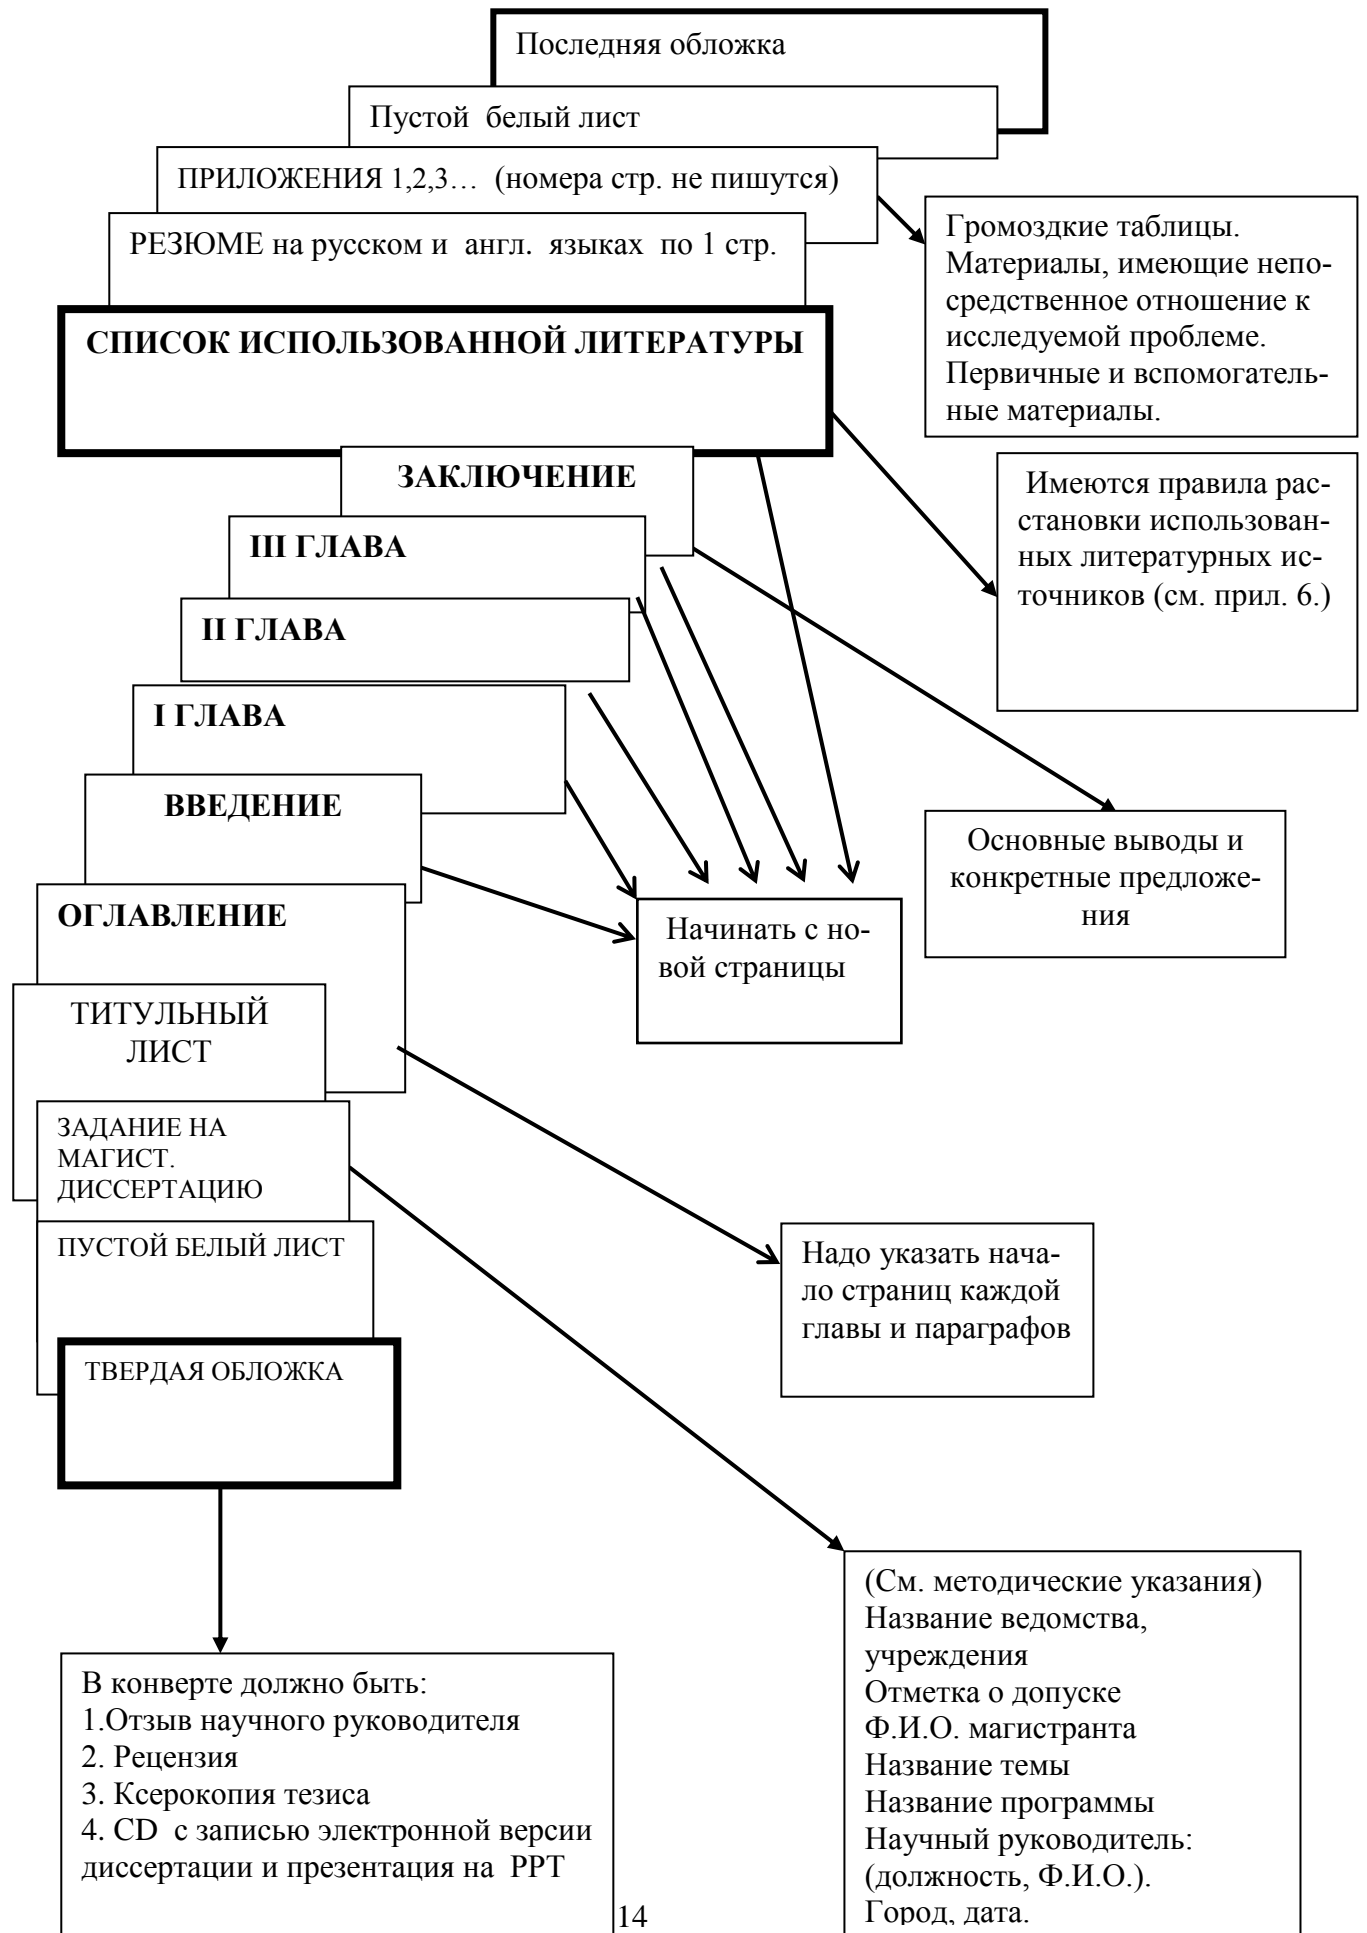 Последняя обложка
Пустой белый лист
ПРИЛОЖЕНИЯ 1,2,3… (номера стр. не пишутся)
РЕЗЮМЕ на русском и англ. языках по 1 стр.
Громоздкие таблицы.
Материалы, имеющие непо-
средственное отношение к
исследуемой проблеме.
Первичные и вспомогатель-
ные материалы.
СПИСОК ИСПОЛЬЗОВАННОЙ ЛИТЕРАТУРЫ
ЗАКЛЮЧЕНИЕ
Имеются правила рас-
становки использован-
ных литературных ис-
точников (см. прил. 6.)
III ГЛАВА
II ГЛАВА
I ГЛАВА
ВВЕДЕНИЕ
Основные выводы и
конкретные предложе-
ния
ОГЛАВЛЕНИЕ
Начинать с но-
вой страницы
ТИТУЛЬНЫЙ
ЛИСТ
ЗАДАНИЕ НА
МАГИСТ.
ДИССЕРТАЦИЮ
ПУСТОЙ БЕЛЫЙ ЛИСТ
Надо указать нача-
ло страниц каждой
главы и параграфов
ТВЕРДАЯ ОБЛОЖКА
(См. методические указания)
Название ведомства,
учреждения
Отметка о допуске
Ф.И.О. магистранта
Название темы
Название программы
Научный руководитель:
(должность, Ф.И.О.).
Город, дата.
В конверте должно быть:
1.Отзыв научного руководителя
2. Рецензия
3. Ксерокопия тезиса
4. CD с записью электронной версии
диссертации и презентация на PPT
14